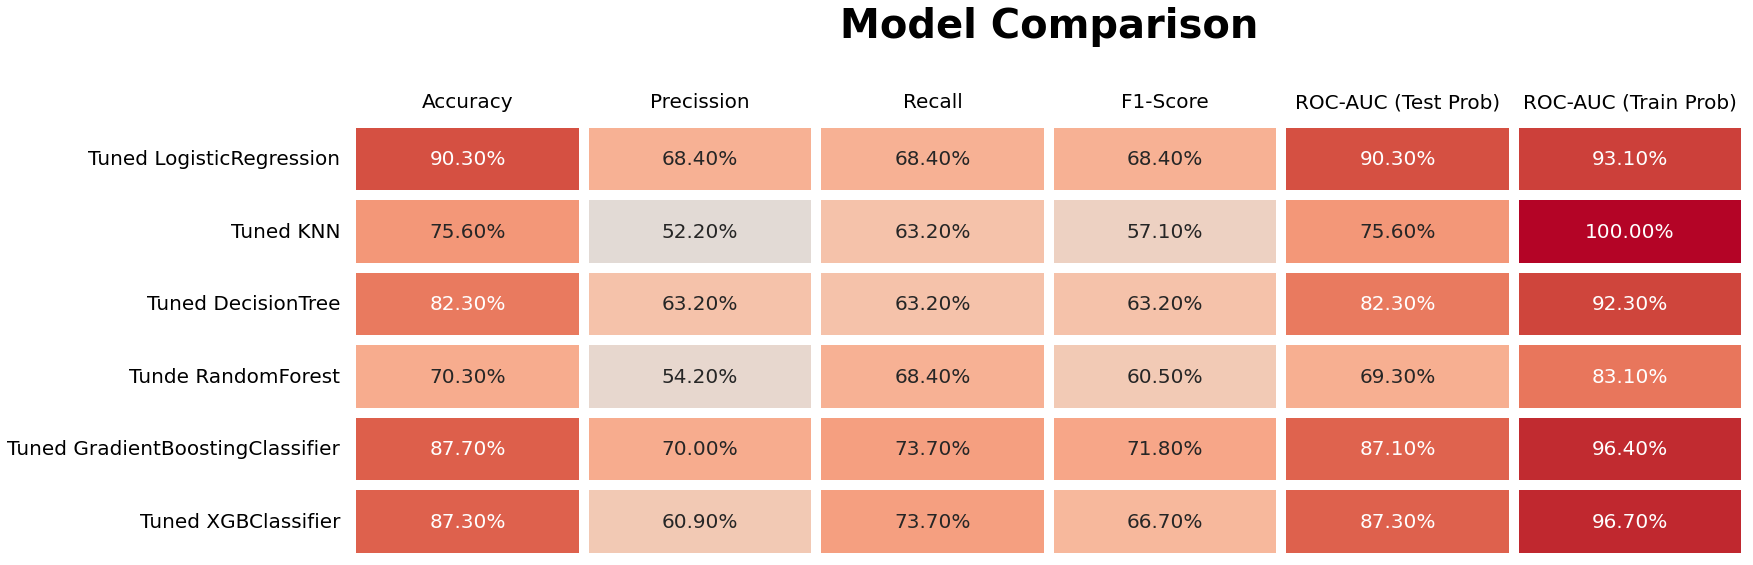 Model Comparison
Accuracy Precission Recall F1-Score ROC-AUC (Test Prob) ROC-AUC (Train Prob)
Tuned LogisticRegression 90.30% 68.40% 68.40% 68.40% 90.30% 93.10%
Tuned KNN 75.60% 52.20% 63.20% 57.10% 75.60% 100.00%
Tuned DecisionTree 82.30% 63.20% 63.20% 63.20% 82.30% 92.30%
Tunde RandomForest 70.30% 54.20% 68.40% 60.50% 69.30% 83.10%
Tuned GradientBoostingClassifier 87.70% 70.00% 73.70% 71.80% 87.10% 96.40%
Tuned XGBClassifier 87.30% 60.90% 73.70% 66.70% 87.30% 96.70%